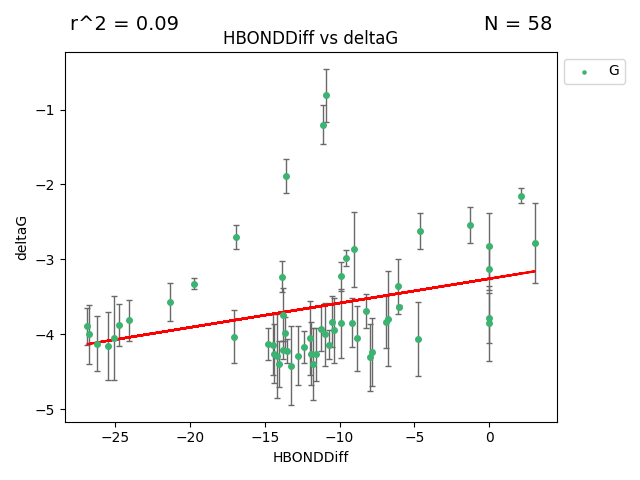 r^2 = 0.09
N = 58
HBONDDiff vs deltaG
G
deltaG
−1
−2
−3
−4
−5
−25
−20
−15
−10
−5
0
HBONDDiff